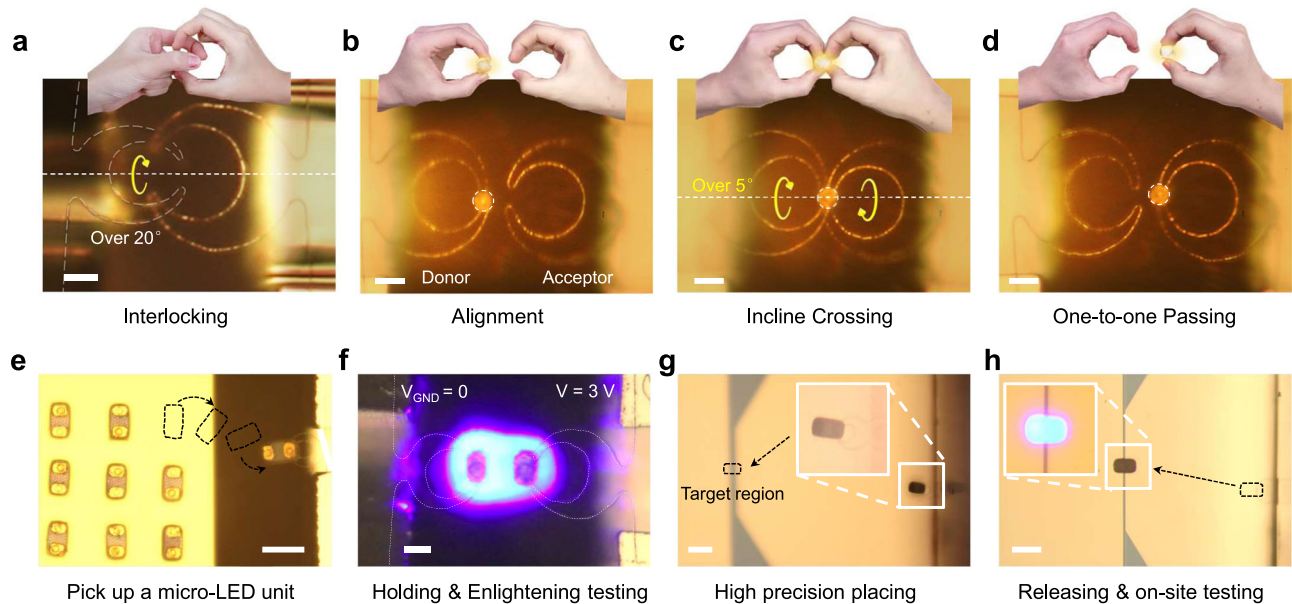 a
b
c
d
Over 20°
Donor
Acceptor
Over 5°
Interlocking
Alignment
Incline Crossing
One-to-one Passing
e
f
g
h
V_GND = 0
V = 3 V
Target region
Pick up a micro-LED unit
Holding & Enlightening testing
High precision placing
Releasing & on-site testing